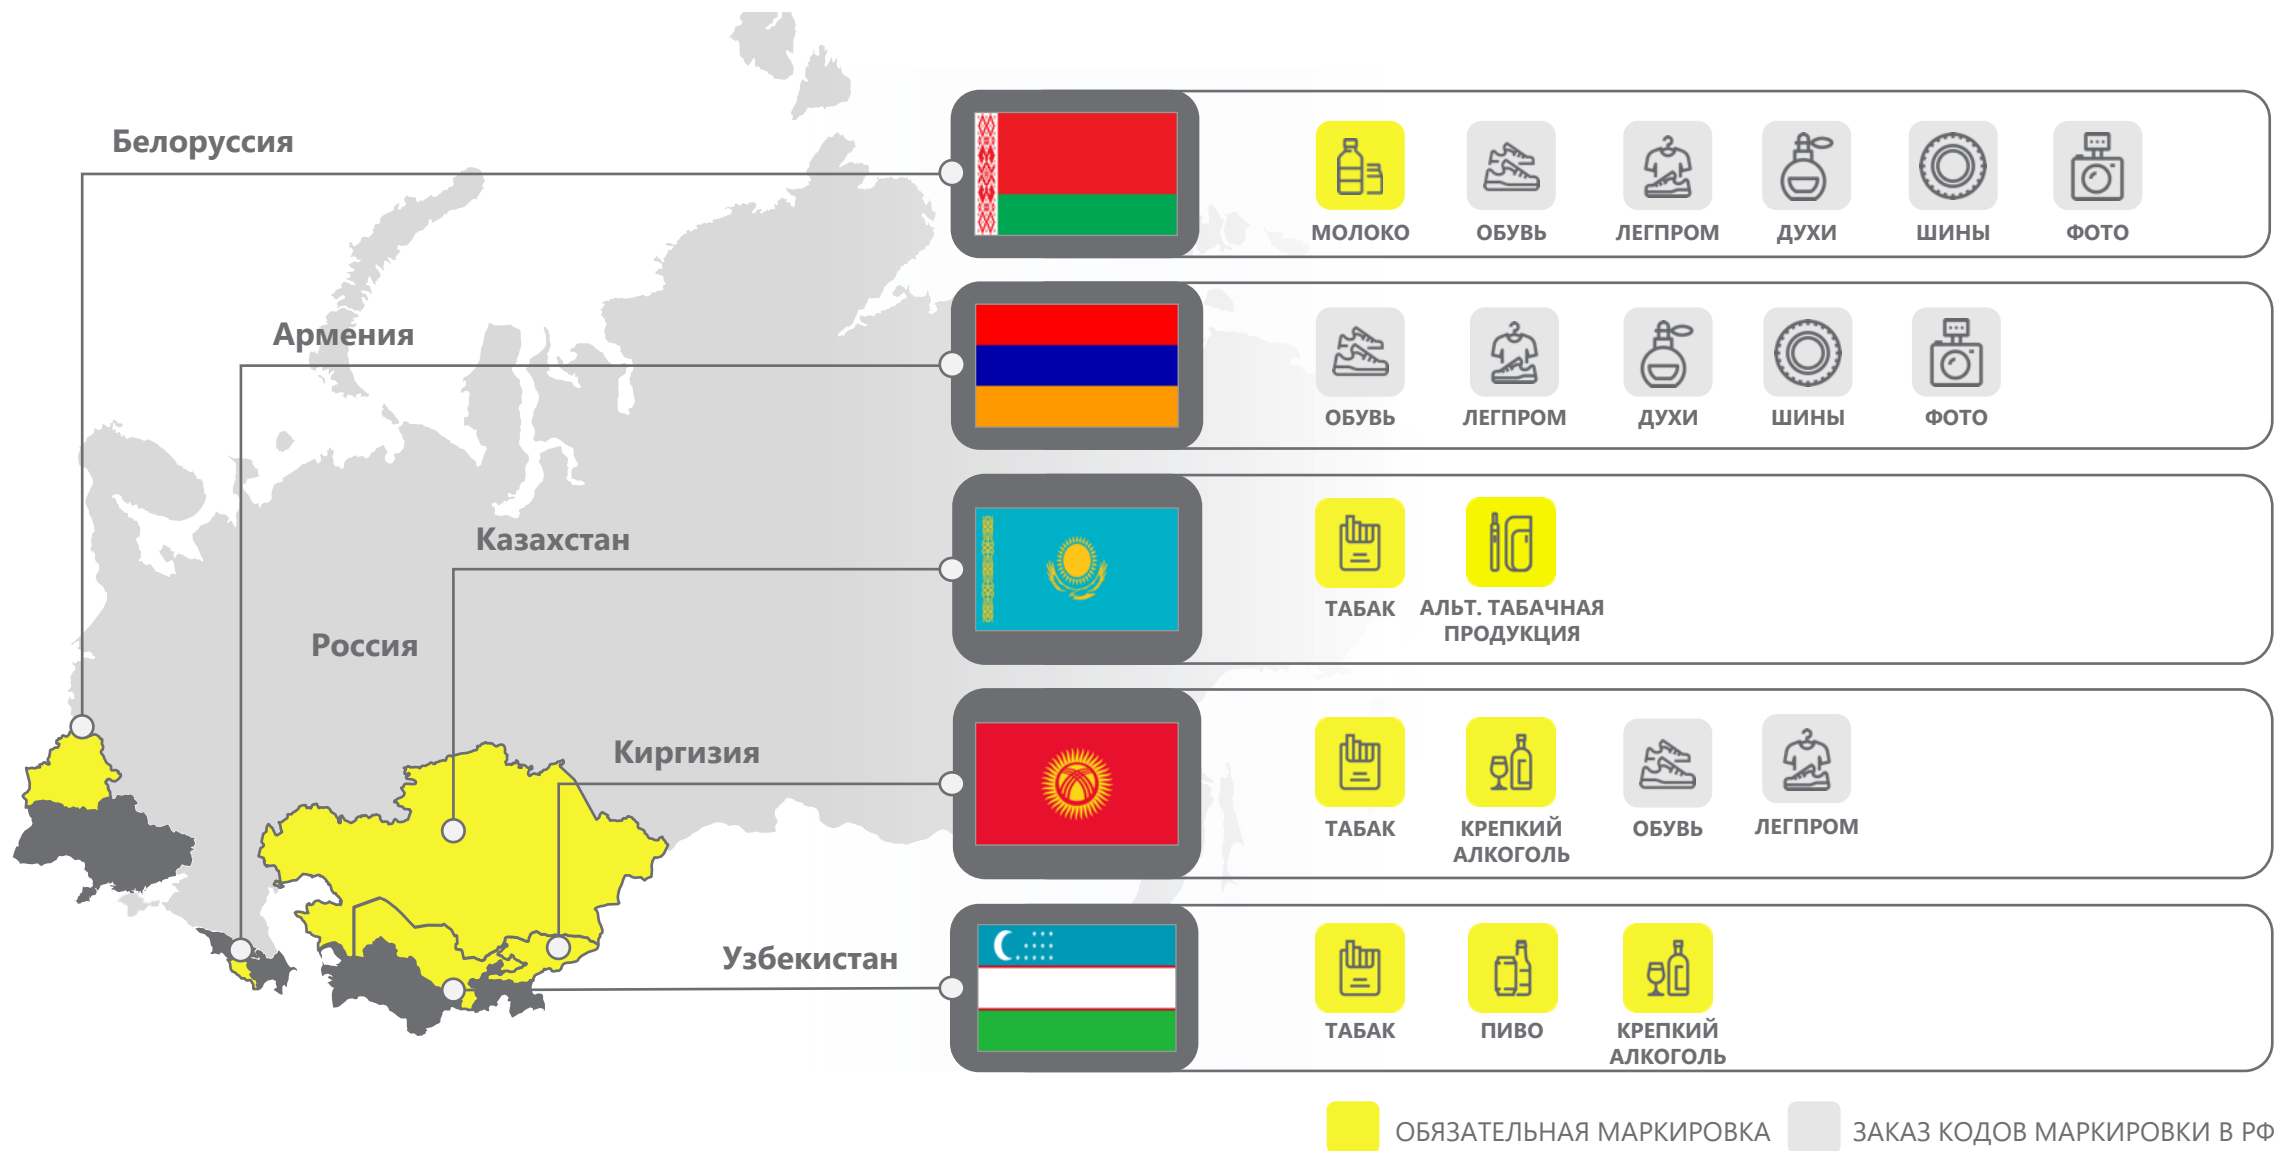 Белоруссия
МОЛОКО
ОБУВЬ
ЛЕГПРОМ
ДУХИ
ШИНЫ
ФОТО
Армения
ОБУВЬ
ЛЕГПРОМ
ДУХИ
ШИНЫ
ФОТО
Казахстан
ТАБАК
АЛЬТ. ТАБАЧНАЯ
ПРОДУКЦИЯ
Россия
Киргизия
ТАБАК
КРЕПКИЙ
АЛКОГОЛЬ
ОБУВЬ
ЛЕГПРОМ
Узбекистан
ТАБАК
ПИВО
КРЕПКИЙ
АЛКОГОЛЬ
ОБЯЗАТЕЛЬНАЯ МАРКИРОВКА
ЗАКАЗ КОДОВ МАРКИРОВКИ В РФ